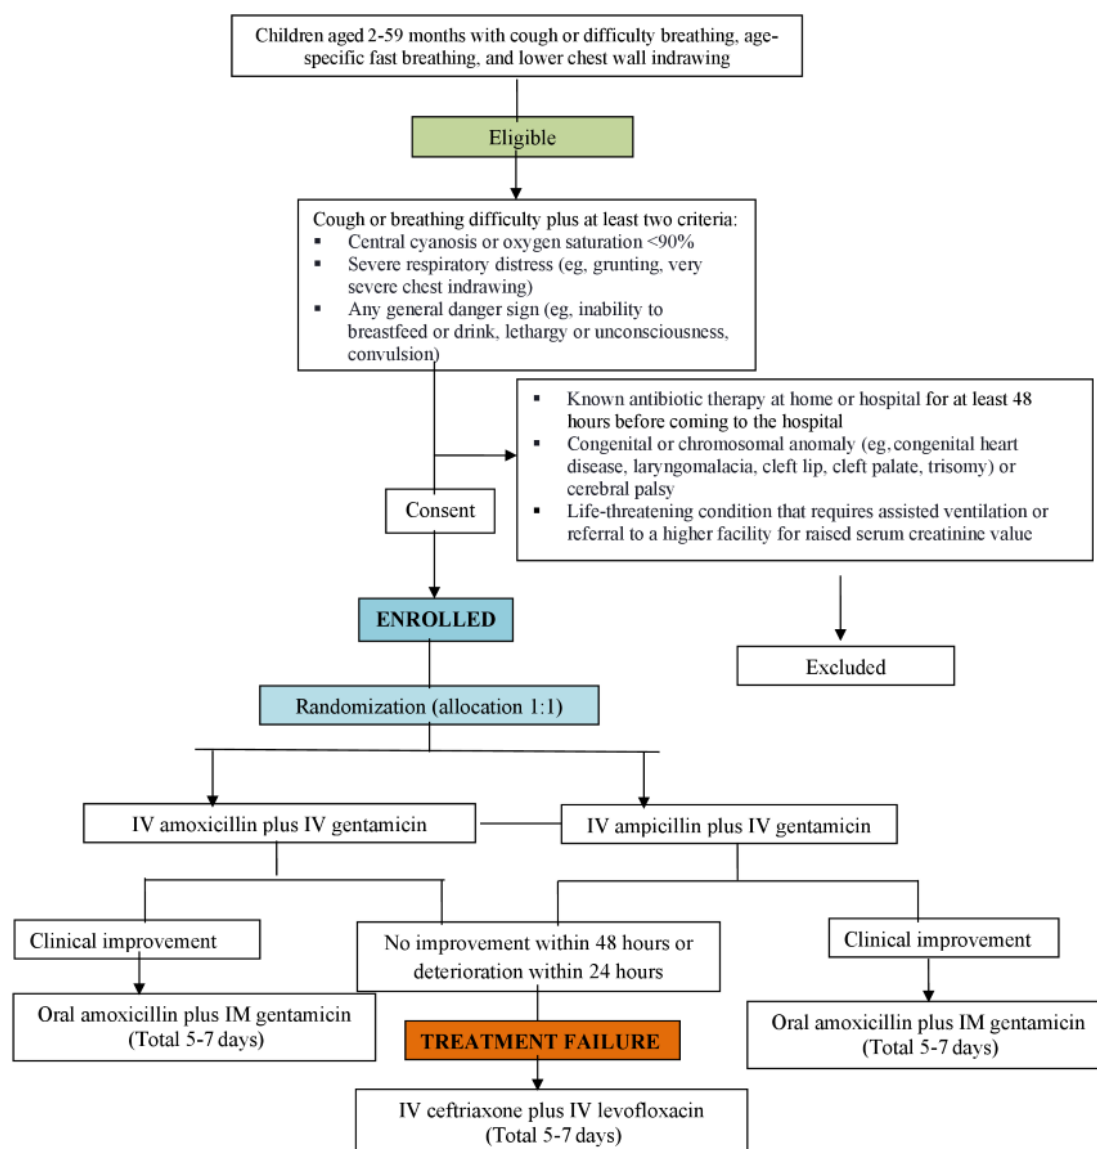 Children aged 2-59 months with cough or difficulty breathing, age-
specific fast breathing, and lower chest wall indrawing
Eligible
Cough or breathing difficulty plus at least two criteria:
▪ Central cyanosis or oxygen saturation <90%
▪ Severe respiratory distress (eg, grunting, very
severe chest indrawing)
▪ Any general danger sign (eg, inability to
breastfeed or drink, lethargy or unconsciousness,
convulsion)
▪ Known antibiotic therapy at home or hospital for at least 48
hours before coming to the hospital
▪ Congenital or chromosomal anomaly (eg, congenital heart
disease, laryngomalacia, cleft lip, cleft palate, trisomy) or
cerebral palsy
▪ Life-threatening condition that requires assisted ventilation or
referral to a higher facility for raised serum creatinine value
Consent
ENROLLED
Excluded
Randomization (allocation 1:1)
IV amoxicillin plus IV gentamicin
IV ampicillin plus IV gentamicin
Clinical improvement
No improvement within 48 hours or
deterioration within 24 hours
Clinical improvement
Oral amoxicillin plus IM gentamicin
(Total 5-7 days)
TREATMENT FAILURE
Oral amoxicillin plus IM gentamicin
(Total 5-7 days)
IV ceftriaxone plus IV levofloxacin
(Total 5-7 days)